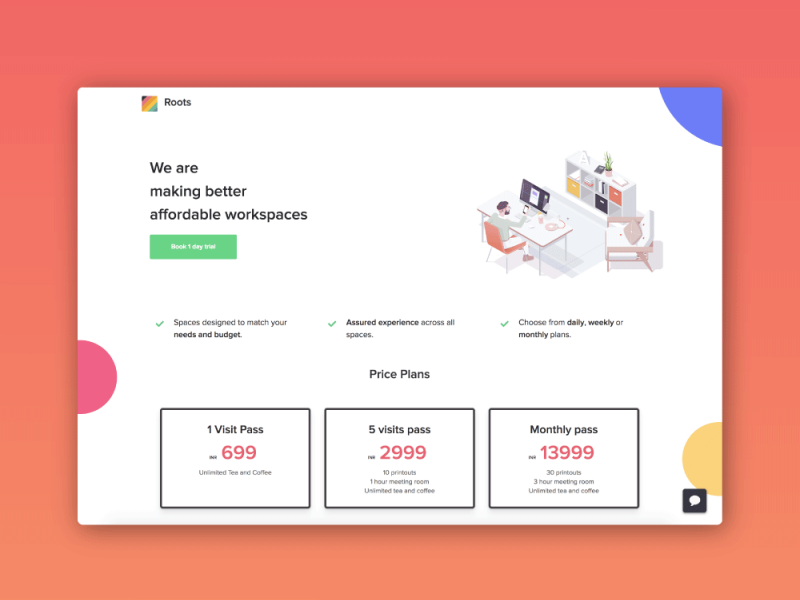 Roots
We are
making better
affordable workspaces
Book 1 day trial
Spaces designed to match your
needs and budget.
Assured experience across all
spaces.
Choose from daily, weekly or
monthly plans.
Price Plans
1 Visit Pass
INR 699
Unlimited Tea and Coffee
5 visits pass
INR 2999
10 printouts
1 hour meeting room
Unlimited tea and coffee
Monthly pass
INR 13999
30 printouts
3 hour meeting room
Unlimited tea and coffee